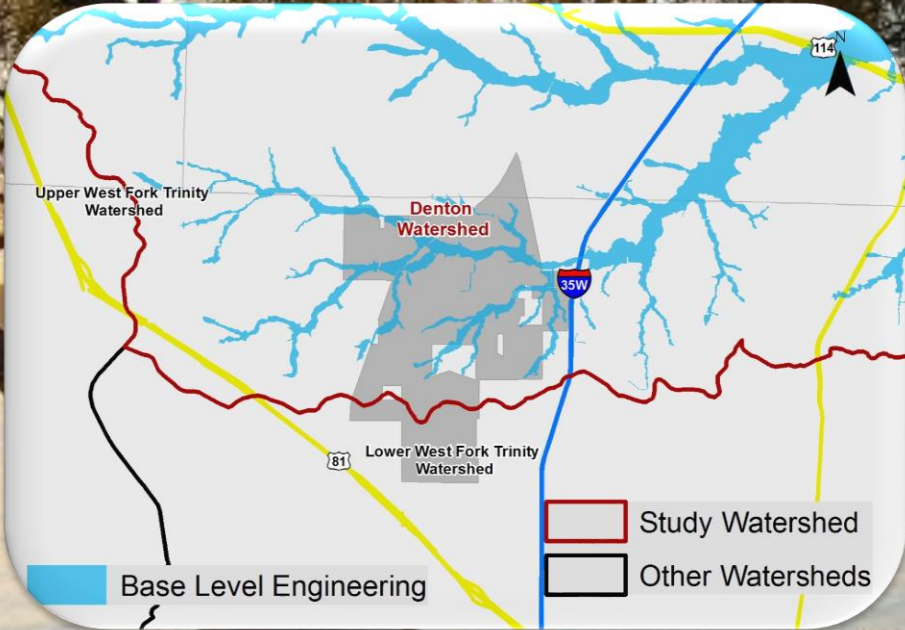 N
114
Upper West Fork Trinity
Watershed
Denton
Watershed
35W
81
Lower West Fork Trinity
Watershed
Study Watershed
Other Watersheds
Base Level Engineering